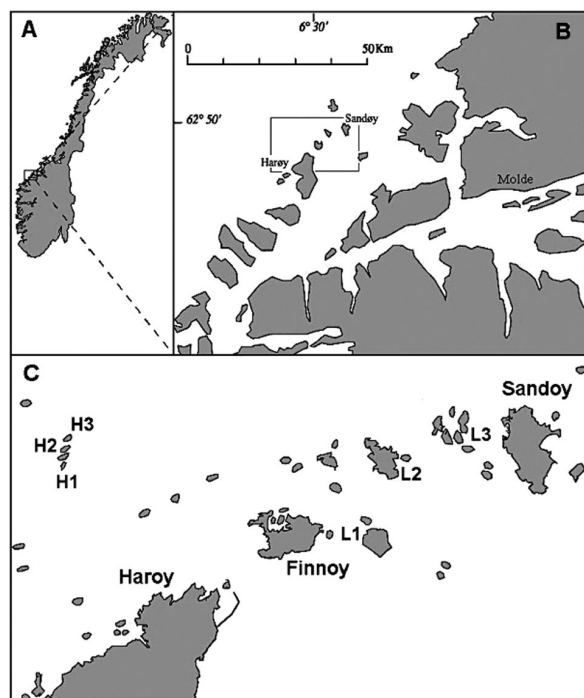 A
6° 30'
B
0
50Km
62° 50'
Sandøy
Harøy
Molde
C
Sandoy
H3
H2
L3
H1
L2
L1
Finnoy
Haroy